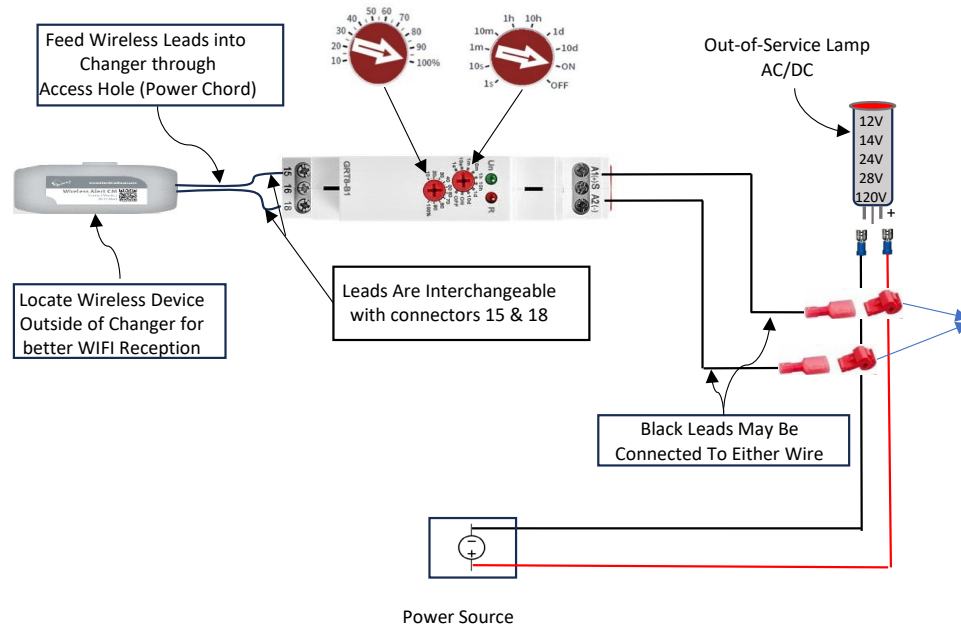 Feed Wireless Leads into
Changer through
Access Hole (Power Chord)
10
20
30
40
50
60
70
80
90
100%
1s
10s
1m
10m
1h
10h
1d
10d
ON
OFF
Out-of-Service Lamp
AC/DC
12V
14V
24V
28V
120V
+
Wireless Alert CM
15
16
18
GRT8-B1
Un
R
A1(+)
S
A2(-)
Locate Wireless Device
Outside of Changer for
better WIFI Reception
Leads Are Interchangeable
with connectors 15 & 18
Black Leads May Be
Connected To Either Wire
−
+
Power Source